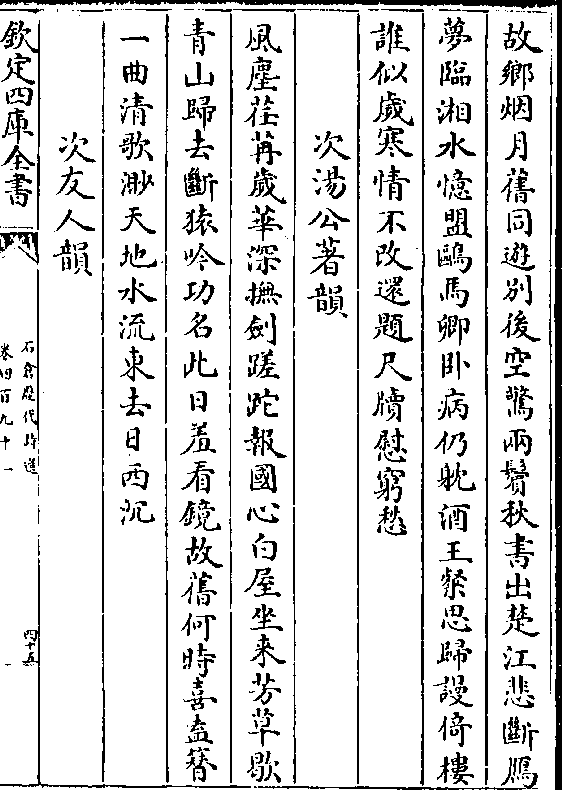 故鄉烟月舊同遊別後空驚兩鬢秋書出楚江悲斷鴈
夢臨湘水憶盟鷗馬卿卧病仍躭酒王粲思歸謾倚樓
誰似歲寒情不改還題尺牘慰窮愁
次湯公著韻
風塵荏苒歲華深撫劍蹉跎報國心白屋坐來芳草歇
青山歸去斷猿吟功名此日羞看鏡故舊何時喜盍簪
一曲清歌渺天地水流東去日西沉
次友人韻
欽定四庫全書
石倉歷代詩選
卷四百九十一
四十五